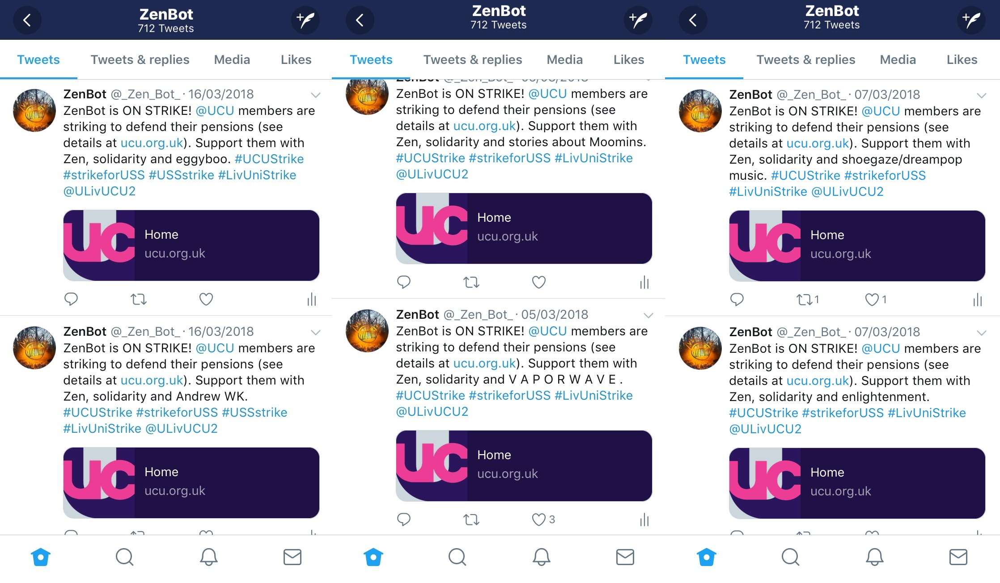 ZenBot
712 Tweets
Tweets
Tweets & replies
Media
Likes
ZenBot @_Zen_Bot_ · 16/03/2018
ZenBot is ON STRIKE! @UCU members are
striking to defend their pensions (see
details at ucu.org.uk). Support them with
Zen, solidarity and eggyboo. #UCUStrike
#strikeforUSS #USSstrike #LivUniStrike
@ULivUCU2
UC
Home
ucu.org.uk
ZenBot @_Zen_Bot_ · 16/03/2018
ZenBot is ON STRIKE! @UCU members are
striking to defend their pensions (see
details at ucu.org.uk). Support them with
Zen, solidarity and Andrew WK.
#UCUStrike #strikeforUSS #USSstrike
#LivUniStrike @ULivUCU2
UC
Home
ucu.org.uk
ZenBot
712 Tweets
Tweets
Tweets & replies
Media
Likes
ZenBot @_Zen_Bot_
ZenBot is ON STRIKE! @UCU members are
striking to defend their pensions (see
details at ucu.org.uk). Support them with
Zen, solidarity and stories about Moomins.
#UCUStrike #strikeforUSS #LivUniStrike
@ULivUCU2
UC
Home
ucu.org.uk
ZenBot @_Zen_Bot_ · 05/03/2018
ZenBot is ON STRIKE! @UCU members are
striking to defend their pensions (see
details at ucu.org.uk). Support them with
Zen, solidarity and V A P O R W A V E .
#UCUStrike #strikeforUSS #LivUniStrike
@ULivUCU2
UC
Home
ucu.org.uk
3
ZenBot
712 Tweets
Tweets
Tweets & replies
Media
Likes
ZenBot @_Zen_Bot_ · 07/03/2018
ZenBot is ON STRIKE! @UCU members are
striking to defend their pensions (see
details at ucu.org.uk). Support them with
Zen, solidarity and shoegaze/dreampop
music. #UCUStrike #strikeforUSS
#LivUniStrike @ULivUCU2
UC
Home
ucu.org.uk
1
1
ZenBot @_Zen_Bot_ · 07/03/2018
ZenBot is ON STRIKE! @UCU members are
striking to defend their pensions (see
details at ucu.org.uk). Support them with
Zen, solidarity and enlightenment.
#UCUStrike #strikeforUSS #LivUniStrike
@ULivUCU2
UC
Home
ucu.org.uk